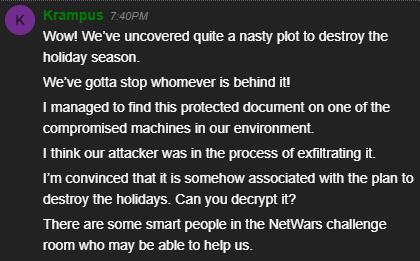 K
Krampus 7:40PM
Wow! We've uncovered quite a nasty plot to destroy the
holiday season.
We've gotta stop whomever is behind it!
I managed to find this protected document on one of the
compromised machines in our environment.
I think our attacker was in the process of exfiltrating it.
I'm convinced that it is somehow associated with the plan to
destroy the holidays. Can you decrypt it?
There are some smart people in the NetWars challenge
room who may be able to help us.